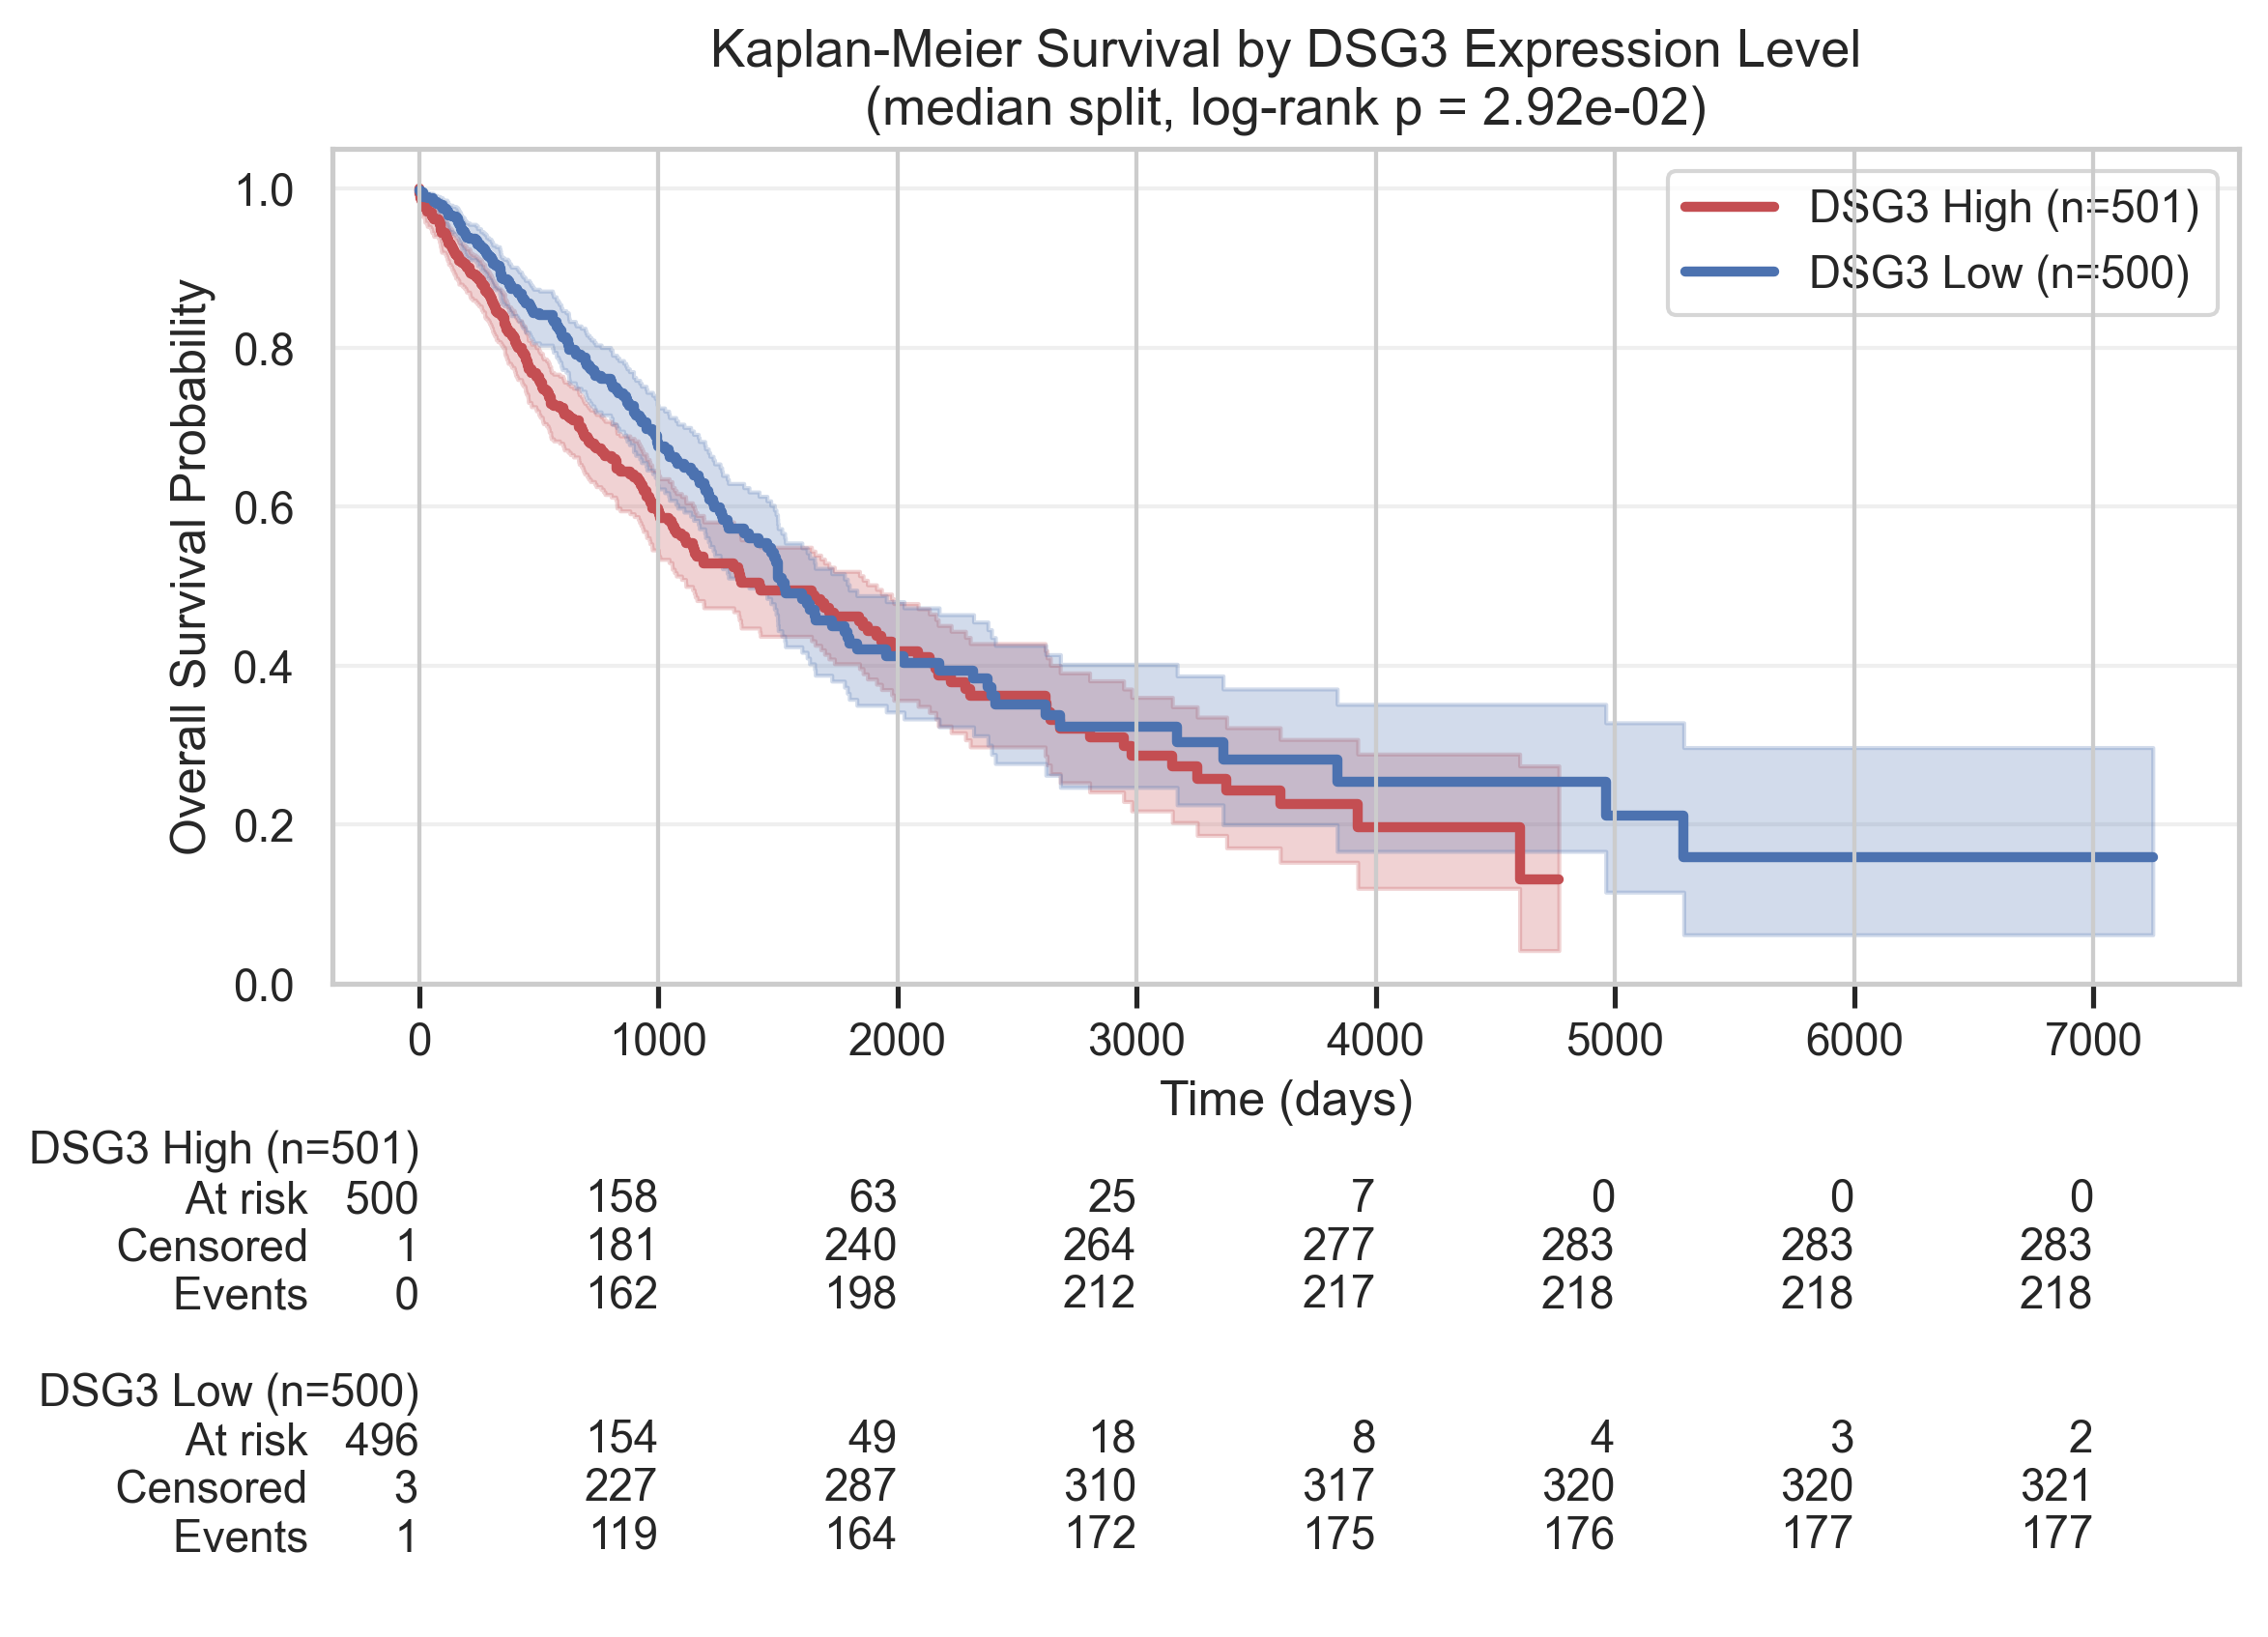 Kaplan-Meier Survival by DSG3 Expression Level
(median split, log-rank p = 2.92e-02)
DSG3 High (n=501)
DSG3 Low (n=500)
Overall Survival Probability
1.0
0.8
0.6
0.4
0.2
0.0
0 1000 2000 3000 4000 5000 6000 7000
Time (days)
DSG3 High (n=501)
At risk 500 158 63 25 7 0 0 0
Censored 1 181 240 264 277 283 283 283
Events 0 162 198 212 217 218 218 218
DSG3 Low (n=500)
At risk 496 154 49 18 8 4 3 2
Censored 3 227 287 310 317 320 320 321
Events 1 119 164 172 175 176 177 177